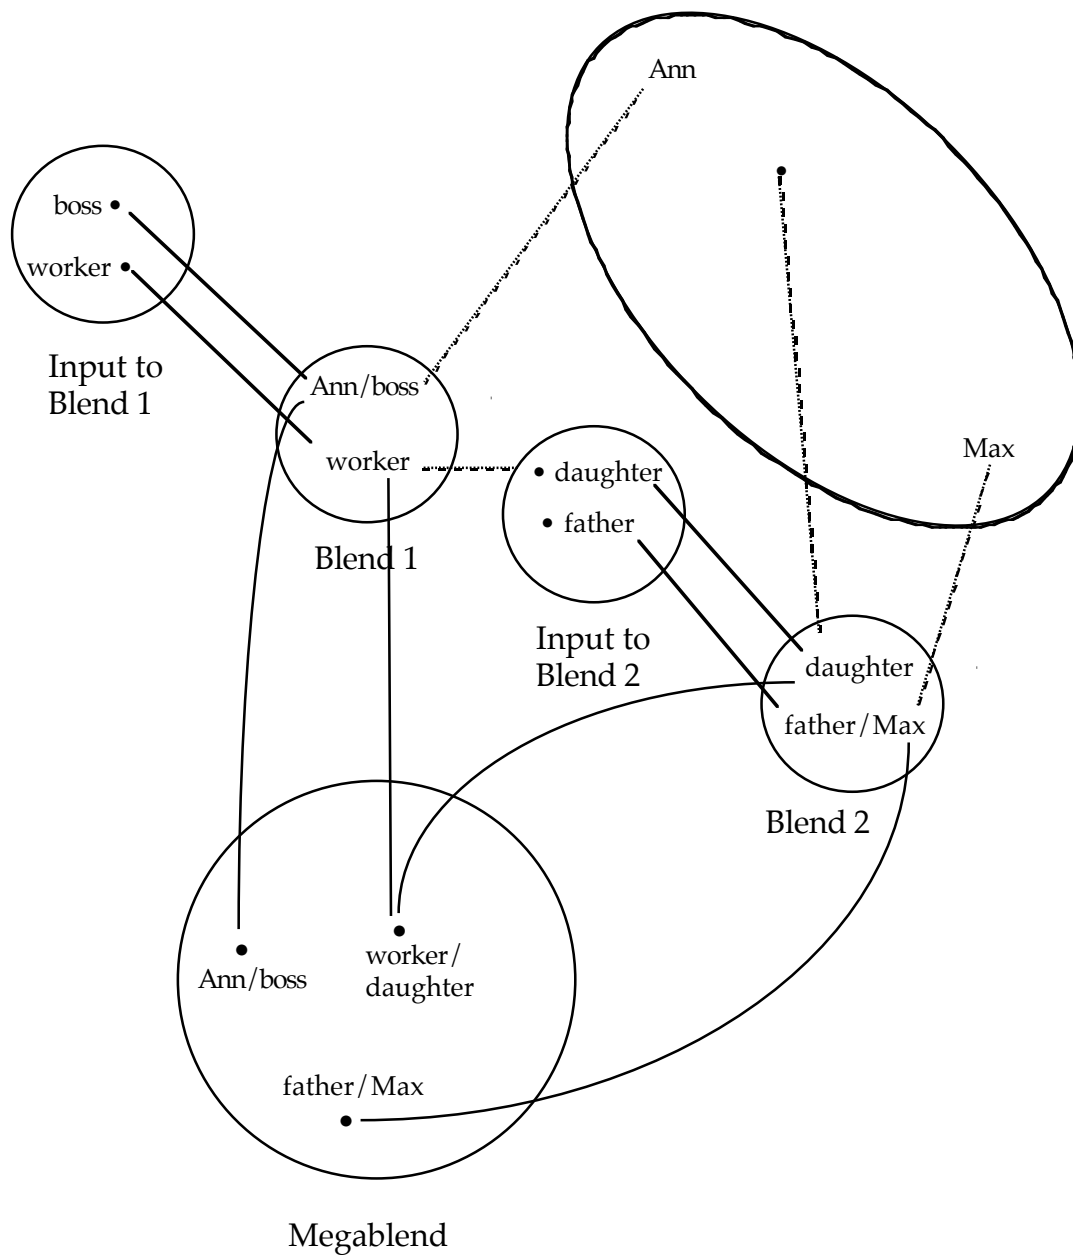 Ann
boss
worker
Input to
Blend 1
Ann/boss
worker
Blend 1
Max
daughter
father
Input to
Blend 2
daughter
father/Max
Blend 2
Ann/boss
worker/
daughter
father/Max
Megablend